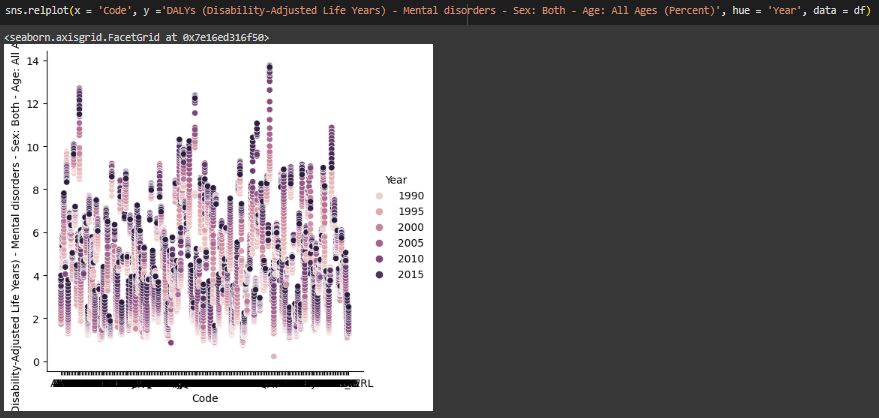 sns.relplot(x = 'Code', y ='DALYs (Disability-Adjusted Life Years) - Mental disorders - Sex: Both - Age: All Ages (Percent)', hue = 'Year', data = df)
<seaborn.axisgrid.FacetGrid at 0x7e16ed316f50>
Disability-Adjusted Life Years) - Mental disorders - Sex: Both - Age: All A
14
12
10
8
6
4
2
0
Year
1990
1995
2000
2005
2010
2015
Code